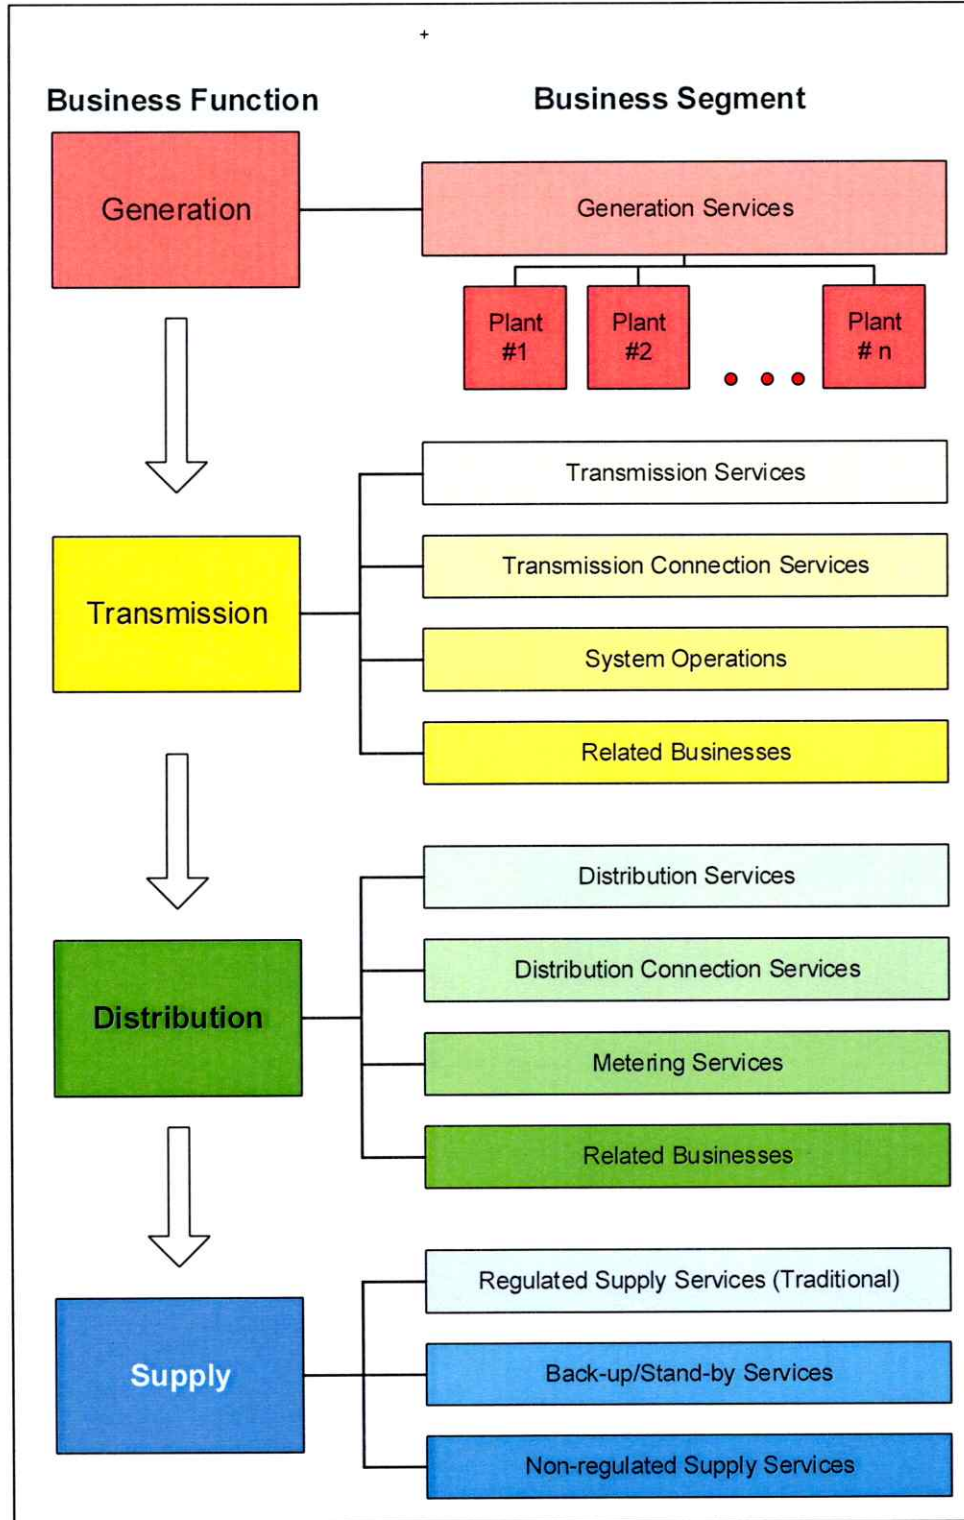 +
Business Function
Business Segment
Generation
Generation Services
Plant
#1
Plant
#2
Plant
# n
Transmission
Transmission Services
Transmission Connection Services
System Operations
Related Businesses
Distribution
Distribution Services
Distribution Connection Services
Metering Services
Related Businesses
Supply
Regulated Supply Services (Traditional)
Back-up/Stand-by Services
Non-regulated Supply Services